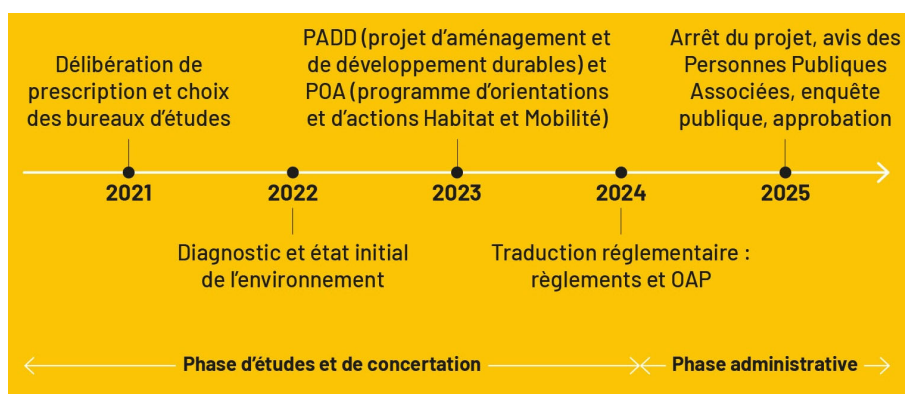 Délibération de
prescription et choix
des bureaux d'études
PADD (projet d'aménagement et
de développement durables) et
POA (programme d'orientations
et d'actions Habitat et Mobilité)
Arrêt du projet, avis des
Personnes Publiques
Associées, enquête
publique, approbation
2021
2022
2023
2024
2025
Diagnostic et état initial
de l'environnement
Traduction réglementaire :
règlements et OAP
Phase d'études et de concertation
Phase administrative